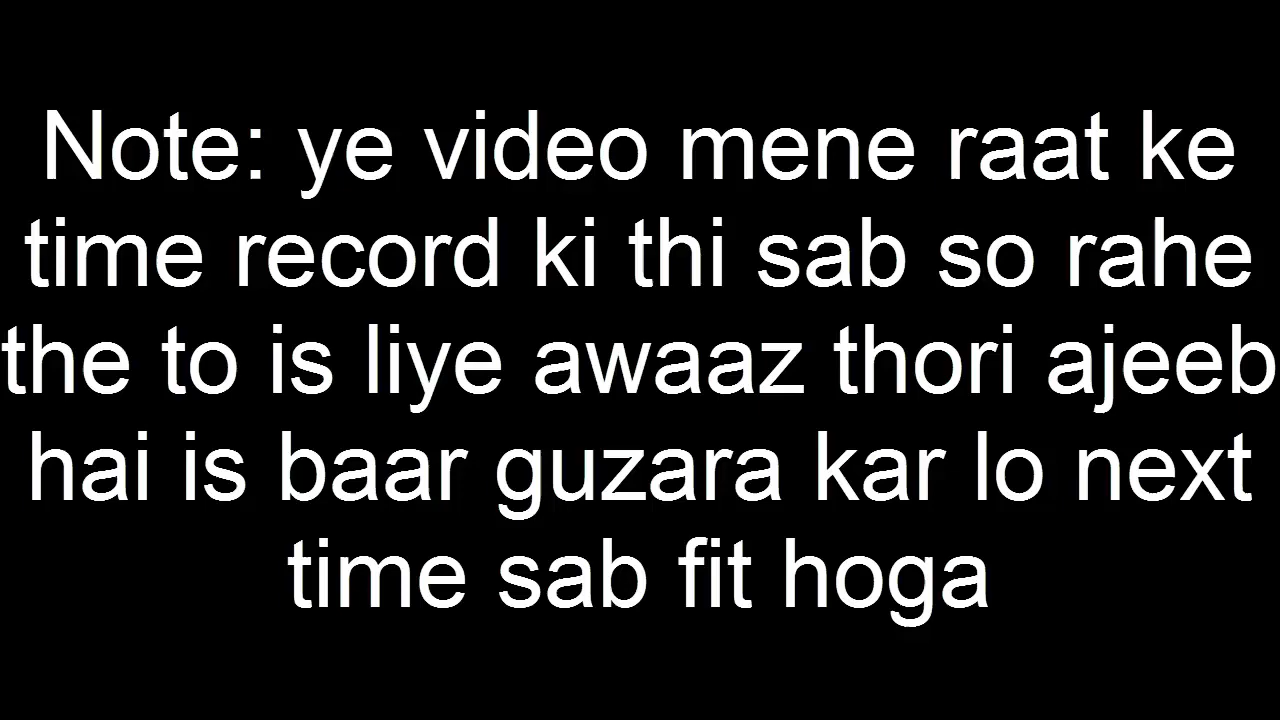 Note: ye video mene raat ke
time record ki thi sab so rahe
the to is liye awaaz thori ajeeb
hai is baar guzara kar lo next
time sab fit hoga